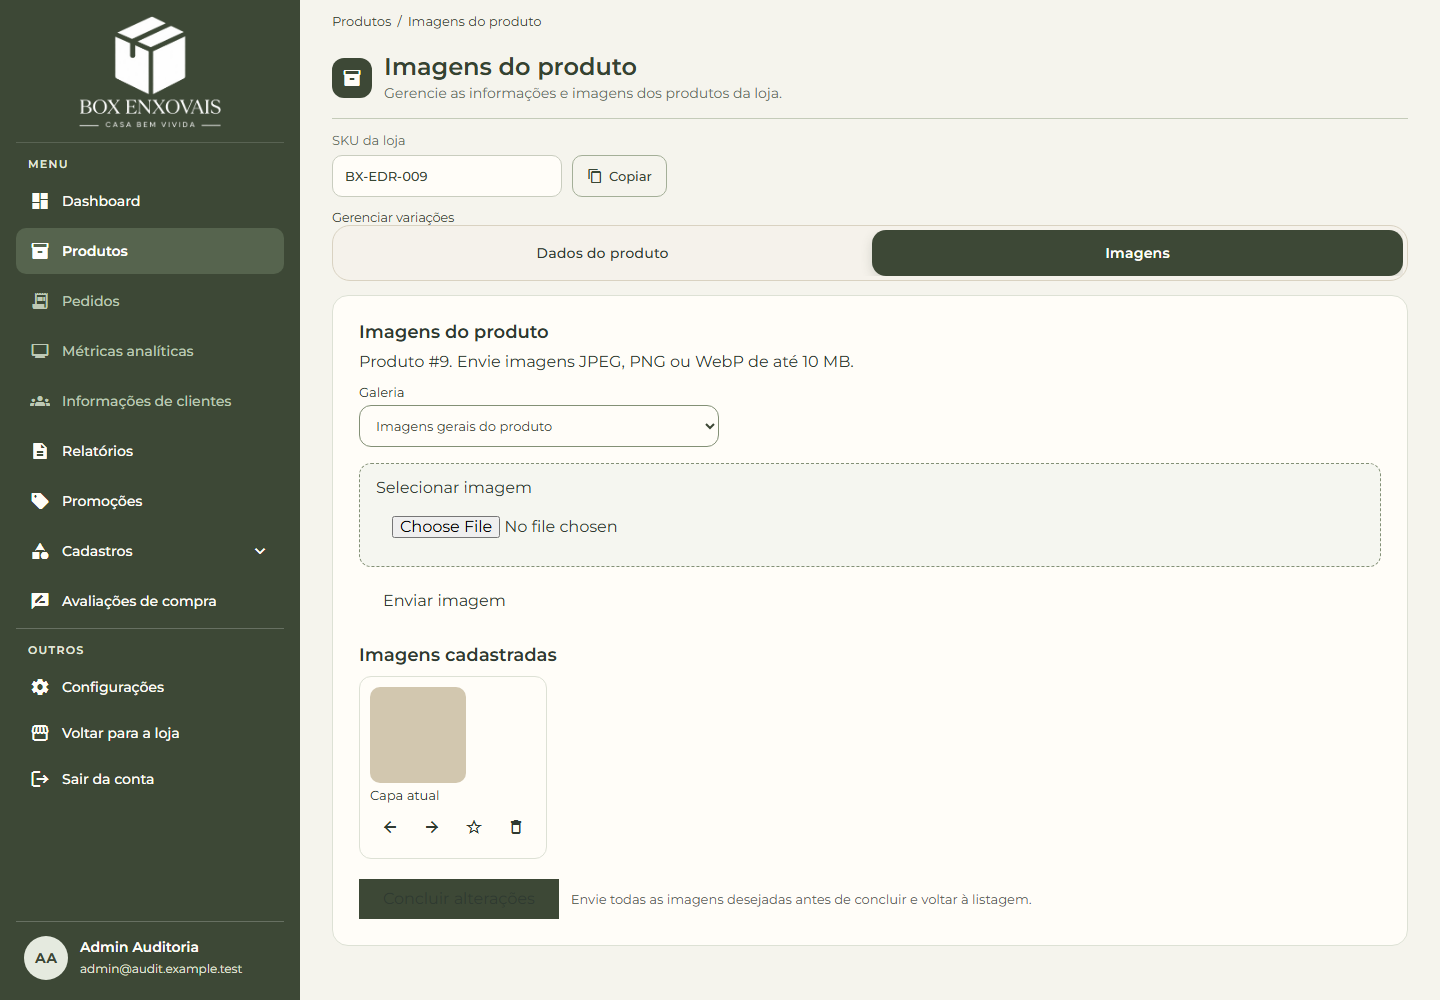 BOX ENXOVAIS
CASA BEM VIVIDA
MENU
Dashboard
Produtos
Pedidos
Métricas analíticas
Informações de clientes
Relatórios
Promoções
Cadastros
Avaliações de compra
OUTROS
Configurações
Voltar para a loja
Sair da conta
AA
Admin Auditoria
admin@audit.example.test
Produtos / Imagens do produto
Imagens do produto
Gerencie as informações e imagens dos produtos da loja.
SKU da loja
BX-EDR-009
Copiar
Gerenciar variações
Dados do produto
Imagens
Imagens do produto
Produto #9. Envie imagens JPEG, PNG ou WebP de até 10 MB.
Galeria
Imagens gerais do produto
Selecionar imagem
Choose File No file chosen
Enviar imagem
Imagens cadastradas
Capa atual
Concluir alterações
Envie todas as imagens desejadas antes de concluir e voltar à listagem.